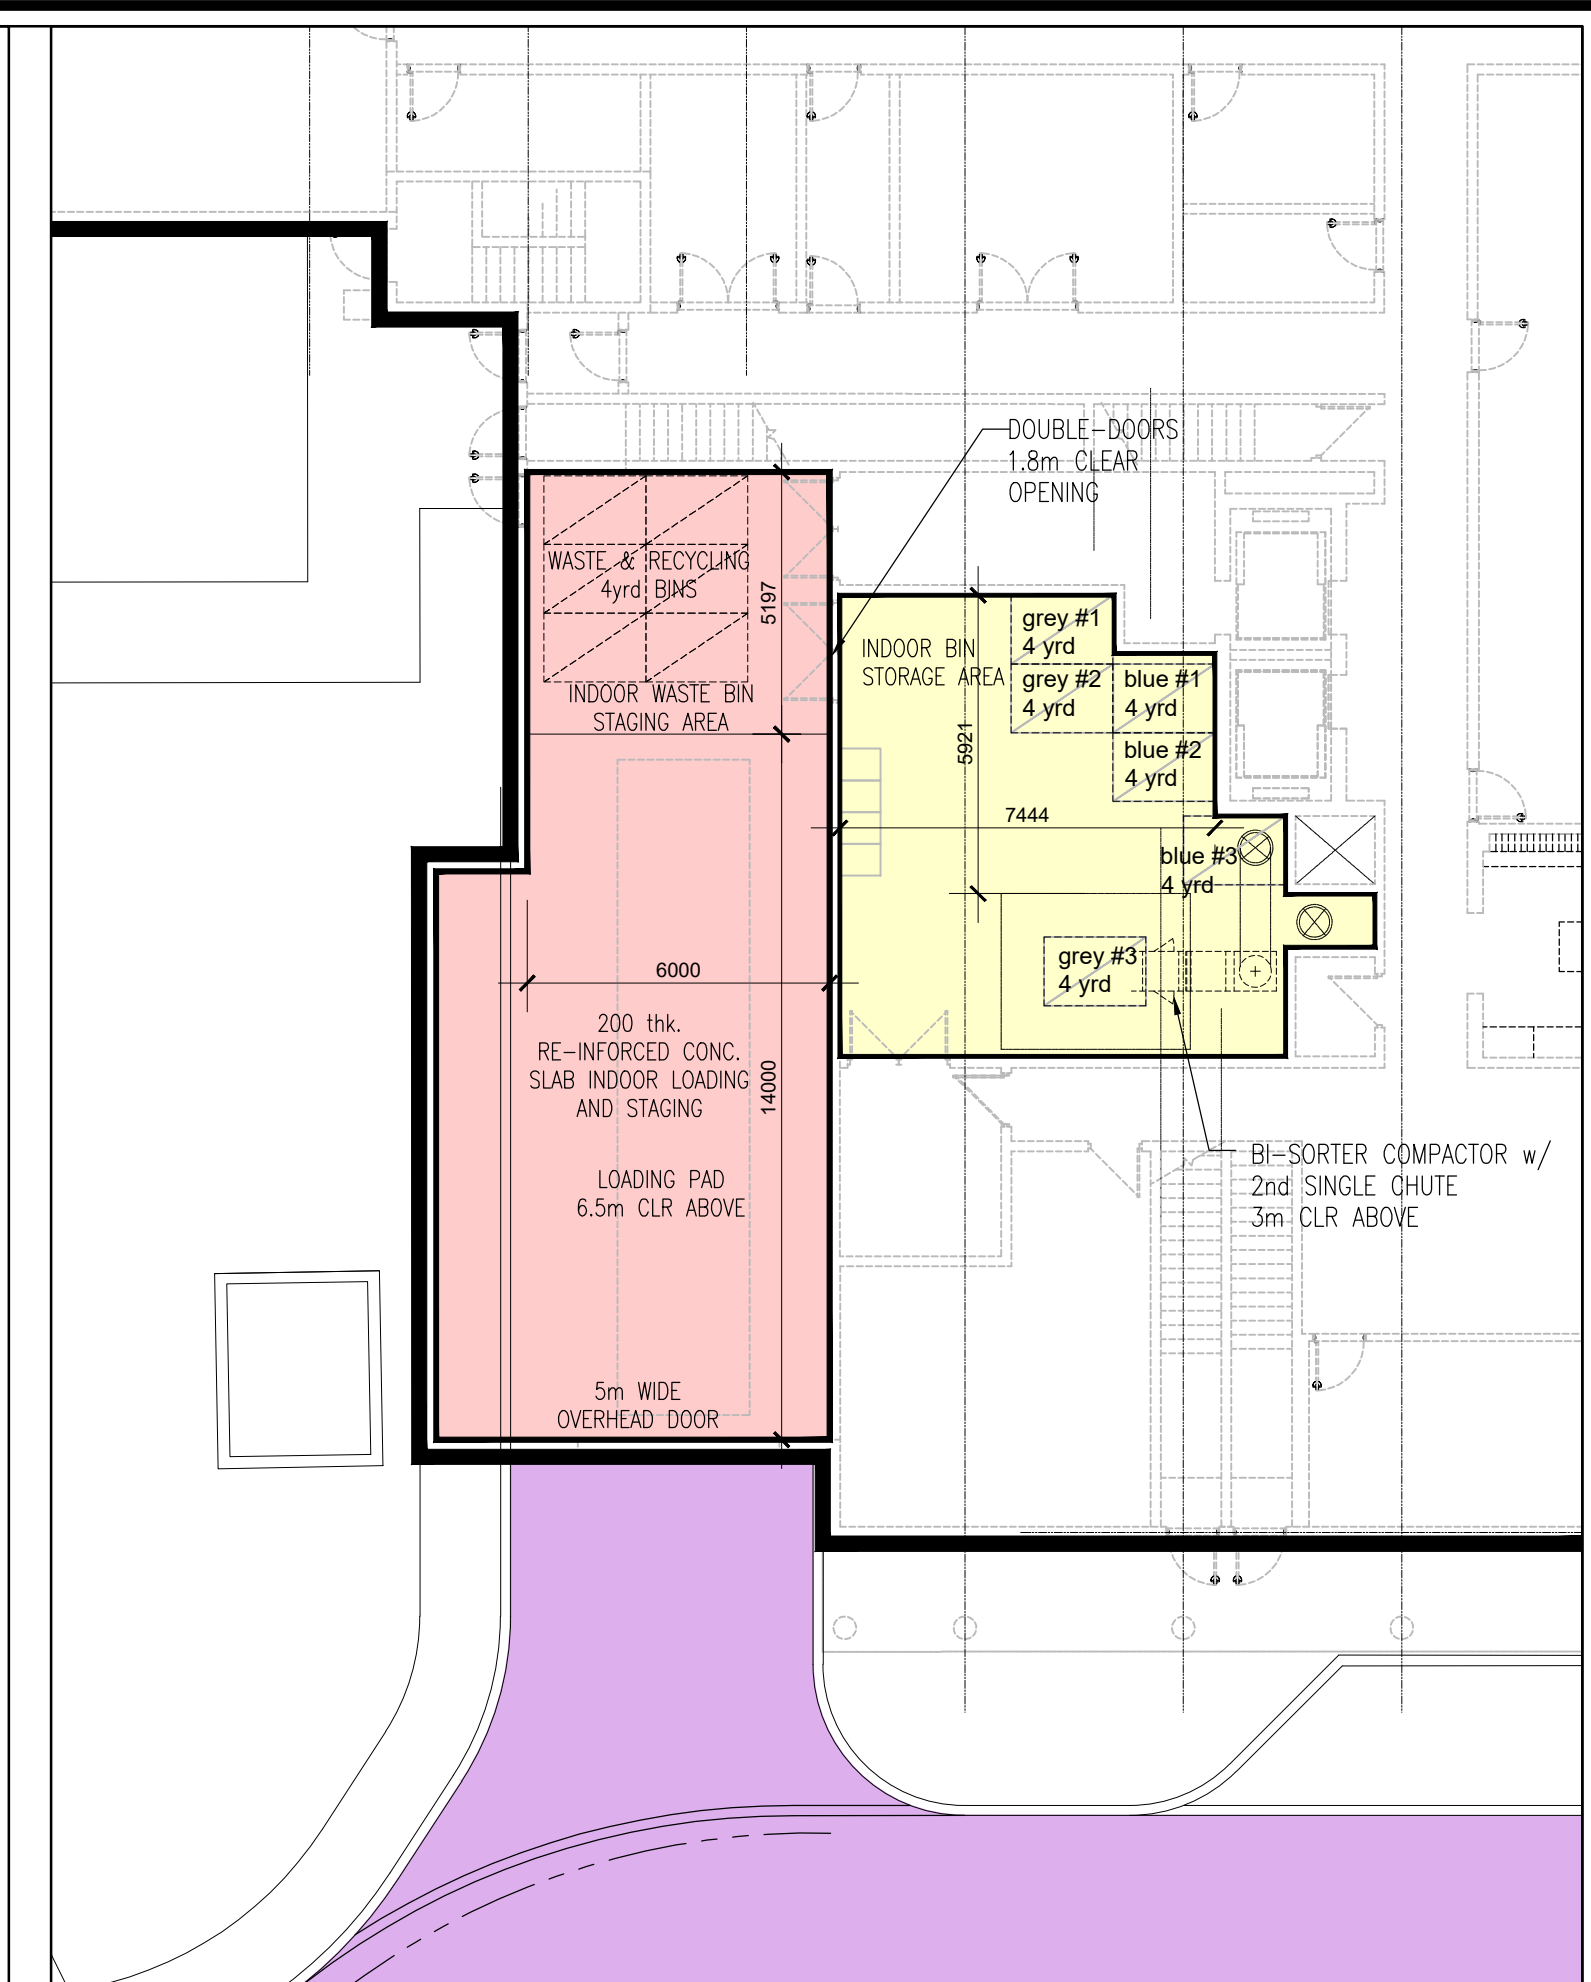 DOUBLE-DOORS
1.8m CLEAR
OPENING
WASTE & RECYCLING
4yrd BINS
5197
INDOOR WASTE BIN
STAGING AREA
INDOOR BIN
STORAGE AREA
grey #1
4 yrd
grey #2
4 yrd
blue #1
4 yrd
blue #2
4 yrd
5921
7444
blue #3
4 yrd
grey #3
4 yrd
6000
200 thk.
RE-INFORCED CONC.
SLAB INDOOR LOADING
AND STAGING
14000
LOADING PAD
6.5m CLR ABOVE
BI-SORTER COMPACTOR w/
2nd SINGLE CHUTE
3m CLR ABOVE
5m WIDE
OVERHEAD DOOR